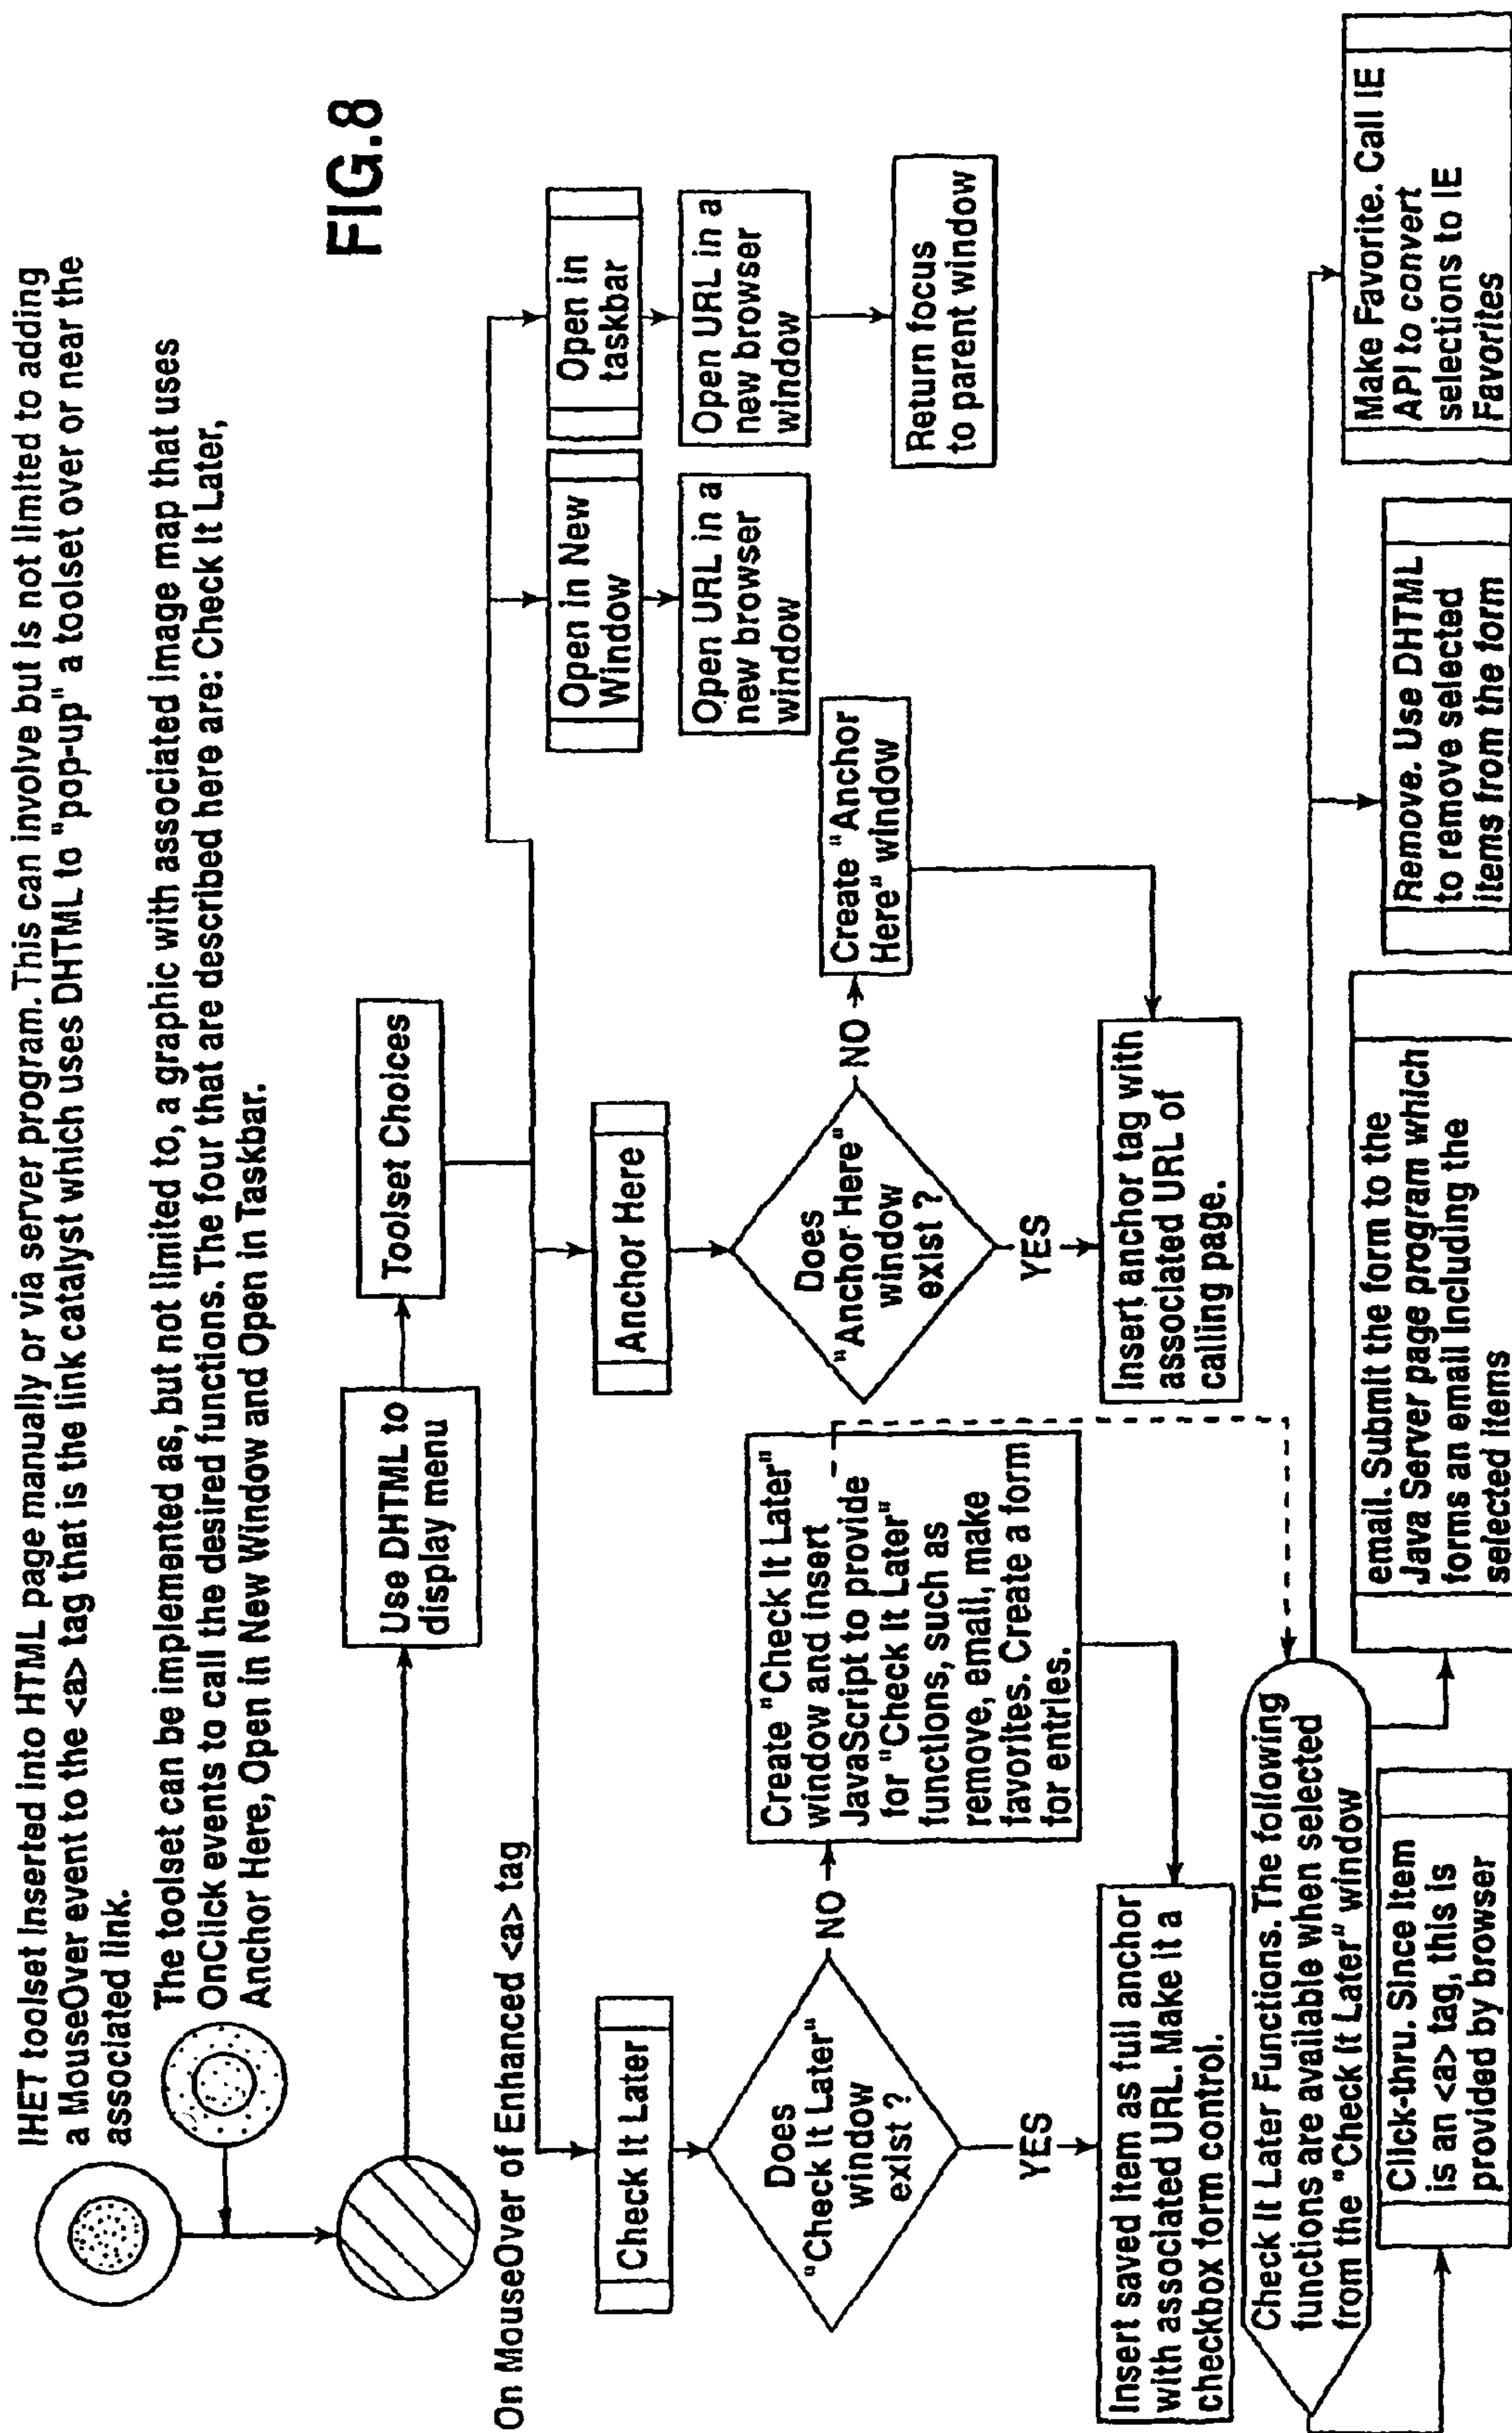 IHET toolset Inserted into HTML page manually or via server program. This can involve but is not limited to adding
a MouseOver event to the <a> tag that is the link catalyst which uses DHTML to "pop-up" a toolset over or near the
associated link.
The toolset can be implemented as, but not limited to, a graphic with associated image map that uses
OnClick events to call the desired functions. The four that are described here are: Check It Later,
Anchor Here, Open in New Window and Open in Taskbar.
FIG.8
Use DHTML to
display menu
Toolset Choices
On MouseOver of Enhanced <a> tag
Check It Later
Anchor Here
Open in New
Window
Open in
taskbar
Does
"Check It Later"
window
exist ?
NO
YES
Create "Check It Later"
window and insert
JavaScript to provide
for "Check It Later"
functions, such as
remove, email, make
favorites. Create a form
for entries.
Does
"Anchor Here"
window
exist ?
NO
YES
Create "Anchor
Here" window
Open URL in a
new browser
window
Open URL in a
new browser
window
Return focus
to parent window
Insert saved item as full anchor
with associated URL. Make it a
checkbox form control.
Insert anchor tag with
associated URL of
calling page.
Check It Later Functions. The following
functions are available when selected
from the "Check It Later" window
Click-thru. Since item
is an <a> tag, this is
provided by browser
email. Submit the form to the
Java Server page program which
forms an email including the
selected items
Remove. Use DHTML
to remove selected
items from the form
Make Favorite. Call IE
API to convert
selections to IE
Favorites